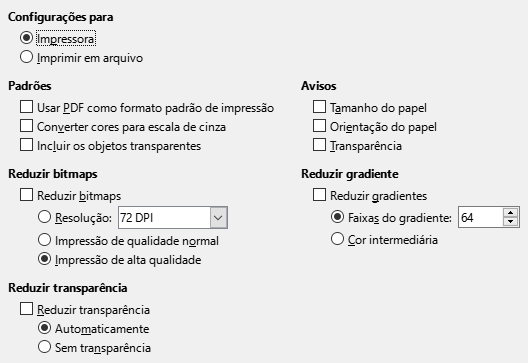 Configurações para
Impressora
Imprimir em arquivo
Padrões
Usar PDF como formato padrão de impressão
Converter cores para escala de cinza
Incluir os objetos transparentes
Avisos
Tamanho do papel
Orientação do papel
Transparência
Reduzir bitmaps
Reduzir bitmaps
Resolução: 72 DPI
Impressão de qualidade normal
Impressão de alta qualidade
Reduzir gradiente
Reduzir gradientes
Faixas do gradiente: 64
Cor intermediária
Reduzir transparência
Reduzir transparência
Automaticamente
Sem transparência